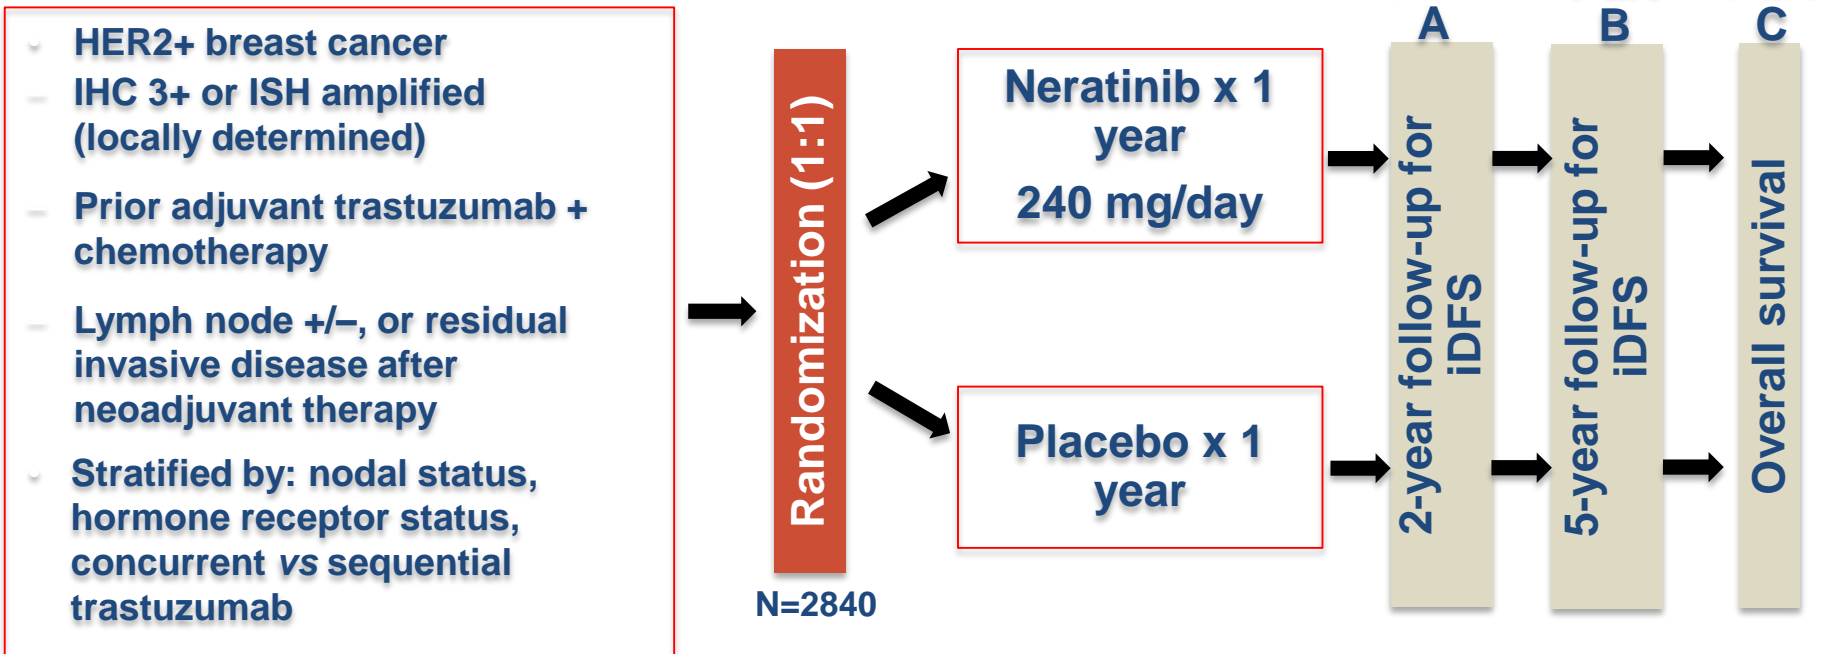 HER2+ breast cancer
IHC 3+ or ISH amplified
(locally determined)
Prior adjuvant trastuzumab +
chemotherapy
Lymph node +/–, or residual
invasive disease after
neoadjuvant therapy
Stratified by: nodal status,
hormone receptor status,
concurrent vs sequential
trastuzumab
Randomization (1:1)
N=2840
Neratinib x 1
year
240 mg/day
Placebo x 1
year
A
2-year follow-up for
iDFS
B
5-year follow-up for
iDFS
C
Overall survival